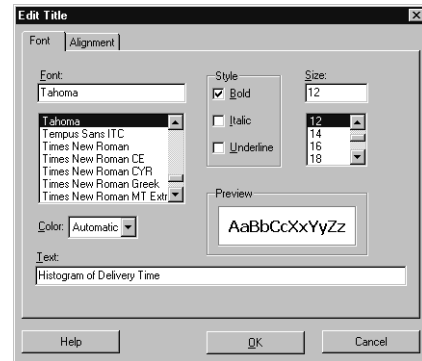 Edit Title
Font Alignment
Font: Style Size:
Tahoma Bold 12
Tahoma 12
Tempus Sans ITC Italic 14
Times New Roman 16
Times New Roman CE Underline 18
Times New Roman CYR
Times New Roman Greek
Times New Roman MT Extr
Preview
Color: Automatic AaBbCcXxYyZz
Text:
Histogram of Delivery Time
Help OK Cancel